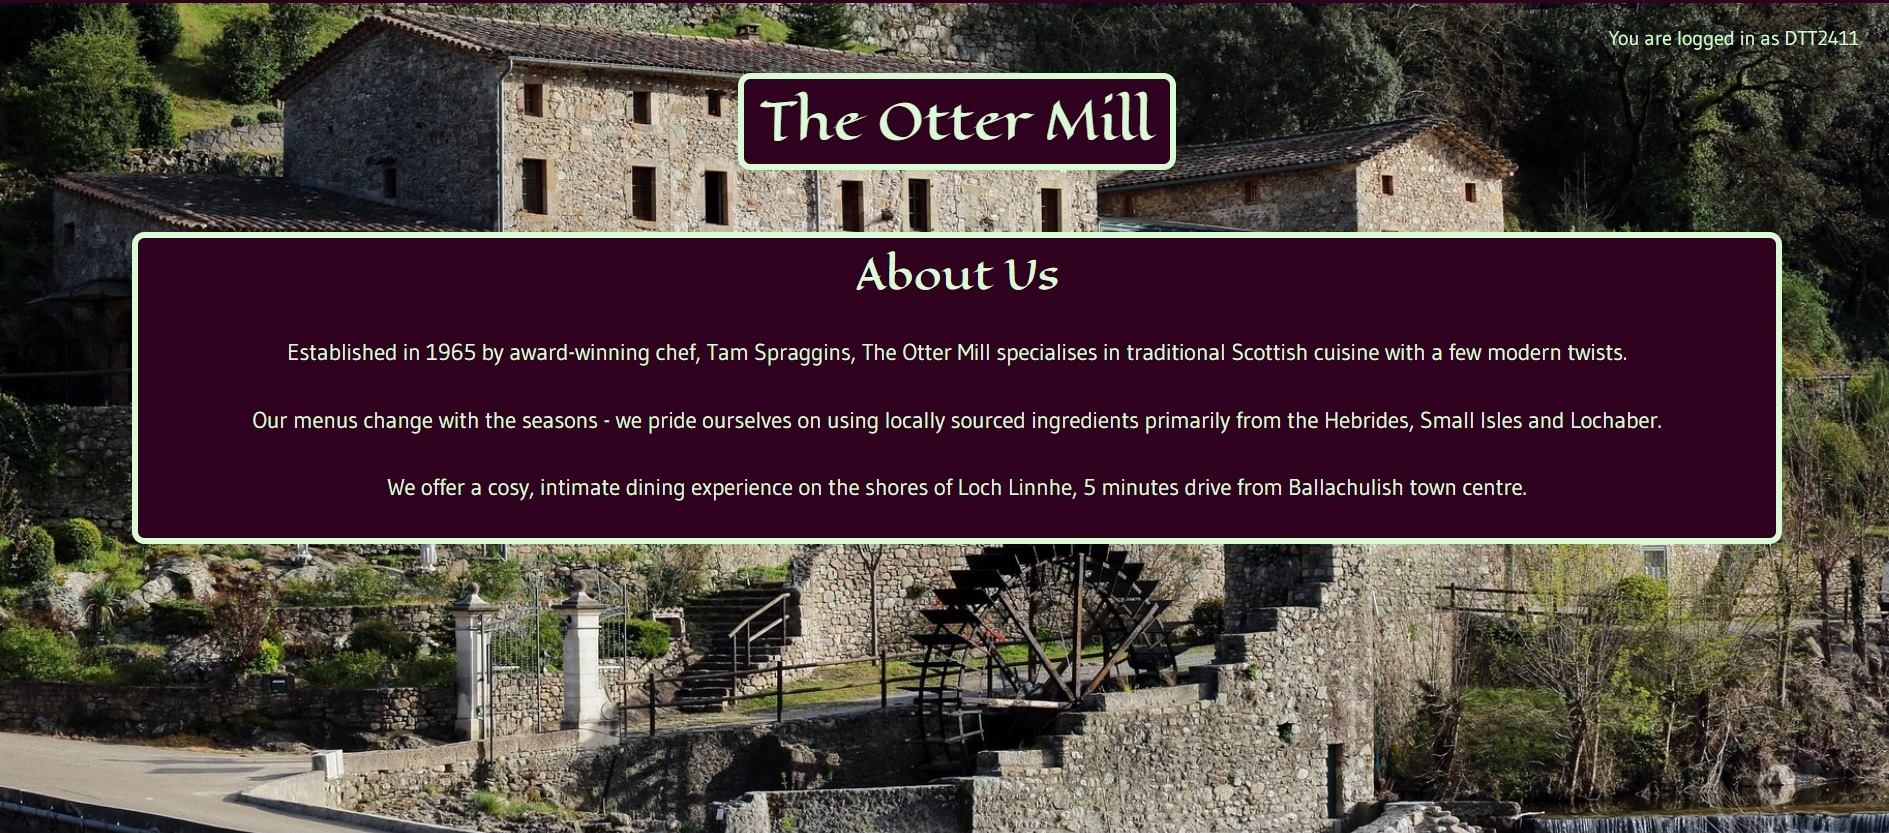 You are logged in as DTT2411
The Otter Mill
About Us
Established in 1965 by award-winning chef, Tam Spraggins, The Otter Mill specialises in traditional Scottish cuisine with a few modern twists.
Our menus change with the seasons - we pride ourselves on using locally sourced ingredients primarily from the Hebrides, Small Isles and Lochaber.
We offer a cosy, intimate dining experience on the shores of Loch Linnhe, 5 minutes drive from Ballachulish town centre.